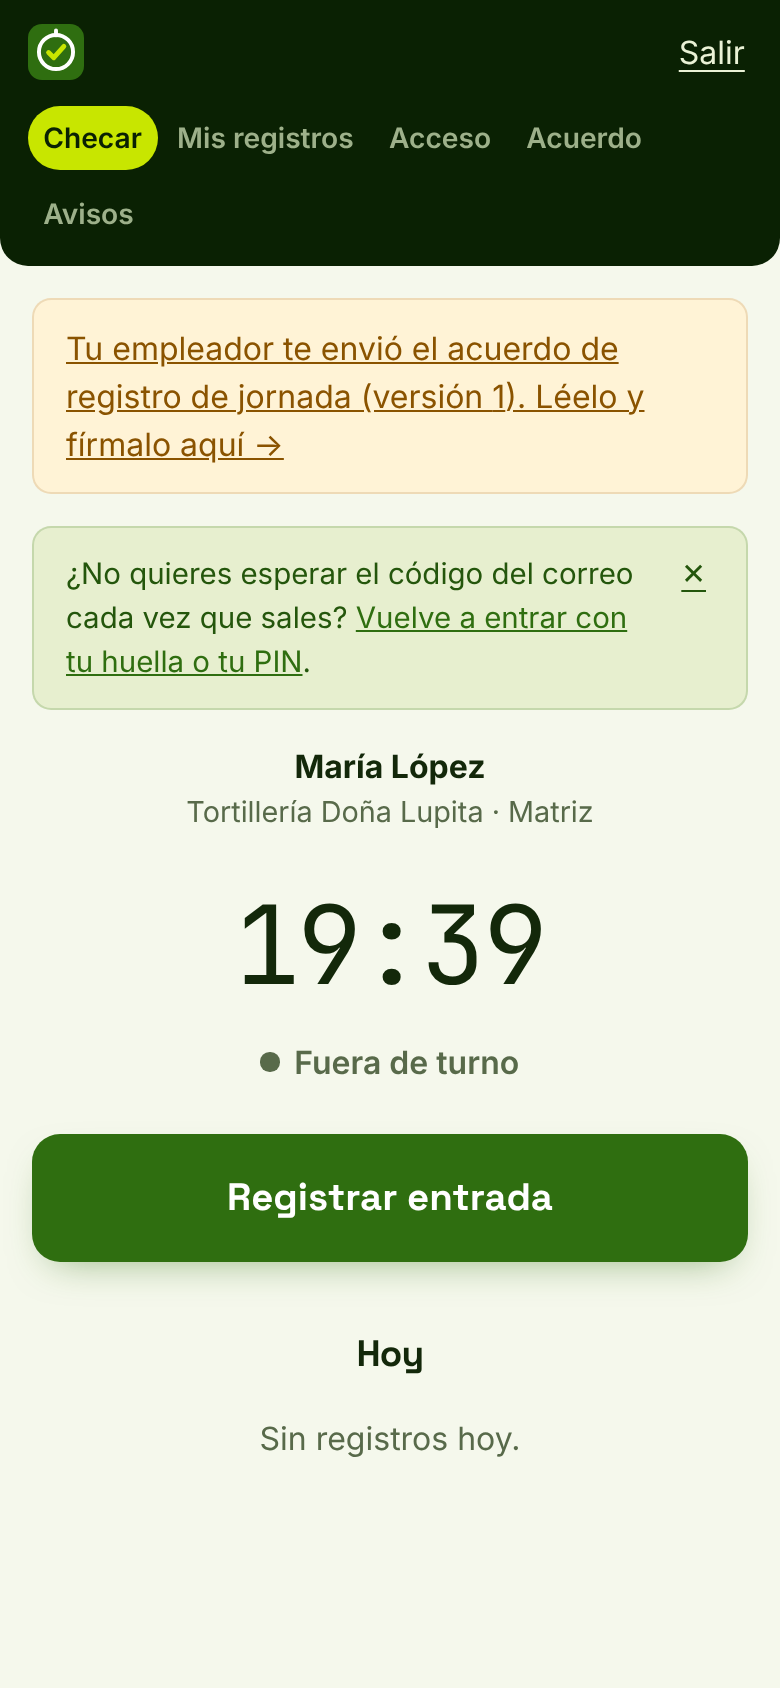 Salir
Checar
Mis registros
Acceso
Acuerdo
Avisos
Tu empleador te envió el acuerdo de
registro de jornada (versión 1). Léelo y
fírmalo aquí →
¿No quieres esperar el código del correo
cada vez que sales? Vuelve a entrar con
tu huella o tu PIN.
✕
María López
Tortillería Doña Lupita · Matriz
19:39
Fuera de turno
Registrar entrada
Hoy
Sin registros hoy.